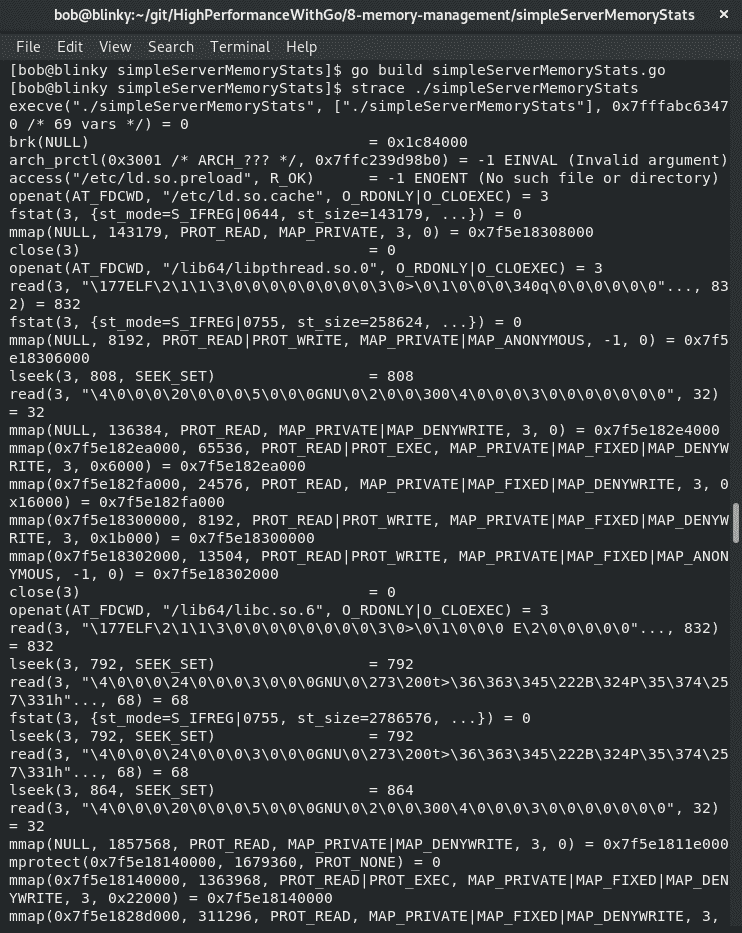 bob@blinky:~/git/HighPerformanceWithGo/8-memory-management/simpleServerMemoryStats ×
File Edit View Search Terminal Help
[bob@blinky simpleServerMemoryStats]$ go build simpleServerMemoryStats.go
[bob@blinky simpleServerMemoryStats]$ strace ./simpleServerMemoryStats
execve("./simpleServerMemoryStats", ["./simpleServerMemoryStats"], 0x7fffabc6347
0 /* 69 vars */) = 0
brk(NULL)                               = 0x1c84000
arch_prctl(0x3001 /* ARCH_??? */, 0x7ffc239d98b0) = -1 EINVAL (Invalid argument)
access("/etc/ld.so.preload", R_OK)      = -1 ENOENT (No such file or directory)
openat(AT_FDCWD, "/etc/ld.so.cache", O_RDONLY|O_CLOEXEC) = 3
fstat(3, {st_mode=S_IFREG|0644, st_size=143179, ...}) = 0
mmap(NULL, 143179, PROT_READ, MAP_PRIVATE, 3, 0) = 0x7f5e18308000
close(3)                                = 0
openat(AT_FDCWD, "/lib64/libpthread.so.0", O_RDONLY|O_CLOEXEC) = 3
read(3, "\177ELF\2\1\1\3\0\0\0\0\0\0\0\0\3\0>\0\1\0\0\0\340q\0\0\0\0\0\0"..., 83
2) = 832
fstat(3, {st_mode=S_IFREG|0755, st_size=258624, ...}) = 0
mmap(NULL, 8192, PROT_READ|PROT_WRITE, MAP_PRIVATE|MAP_ANONYMOUS, -1, 0) = 0x7f5
e18306000
lseek(3, 808, SEEK_SET)                 = 808
read(3, "\4\0\0\0\20\0\0\0\5\0\0\0GNU\0\2\0\0\300\4\0\0\0\3\0\0\0\0\0\0\0", 32)
= 32
mmap(NULL, 136384, PROT_READ, MAP_PRIVATE|MAP_DENYWRITE, 3, 0) = 0x7f5e182e4000
mmap(0x7f5e182ea000, 65536, PROT_READ|PROT_EXEC, MAP_PRIVATE|MAP_FIXED|MAP_DENYW
RITE, 3, 0x6000) = 0x7f5e182ea000
mmap(0x7f5e182fa000, 24576, PROT_READ, MAP_PRIVATE|MAP_FIXED|MAP_DENYWRITE, 3, 0
x16000) = 0x7f5e182fa000
mmap(0x7f5e18300000, 8192, PROT_READ|PROT_WRITE, MAP_PRIVATE|MAP_FIXED|MAP_DENYW
RITE, 3, 0x1b000) = 0x7f5e18300000
mmap(0x7f5e18302000, 13504, PROT_READ|PROT_WRITE, MAP_PRIVATE|MAP_FIXED|MAP_ANON
YMOUS, -1, 0) = 0x7f5e18302000
close(3)                                = 0
openat(AT_FDCWD, "/lib64/libc.so.6", O_RDONLY|O_CLOEXEC) = 3
read(3, "\177ELF\2\1\1\3\0\0\0\0\0\0\0\0\3\0>\0\1\0\0\0 E\2\0\0\0\0\0"..., 832)
= 832
lseek(3, 792, SEEK_SET)                 = 792
read(3, "\4\0\0\0\24\0\0\0\3\0\0\0GNU\0\273\200t>\36\363\345\222B\324P\35\374\25
7\331h"..., 68) = 68
fstat(3, {st_mode=S_IFREG|0755, st_size=2786576, ...}) = 0
lseek(3, 792, SEEK_SET)                 = 792
read(3, "\4\0\0\0\24\0\0\0\3\0\0\0GNU\0\273\200t>\36\363\345\222B\324P\35\374\25
7\331h"..., 68) = 68
lseek(3, 864, SEEK_SET)                 = 864
read(3, "\4\0\0\0\20\0\0\0\5\0\0\0GNU\0\2\0\0\300\4\0\0\0\3\0\0\0\0\0\0\0", 32)
= 32
mmap(NULL, 1857568, PROT_READ, MAP_PRIVATE|MAP_DENYWRITE, 3, 0) = 0x7f5e1811e000
mprotect(0x7f5e18140000, 1679360, PROT_NONE) = 0
mmap(0x7f5e18140000, 1363968, PROT_READ|PROT_EXEC, MAP_PRIVATE|MAP_FIXED|MAP_DEN
YWRITE, 3, 0x22000) = 0x7f5e18140000
mmap(0x7f5e1828d000, 311296, PROT_READ, MAP_PRIVATE|MAP_FIXED|MAP_DENYWRITE, 3,